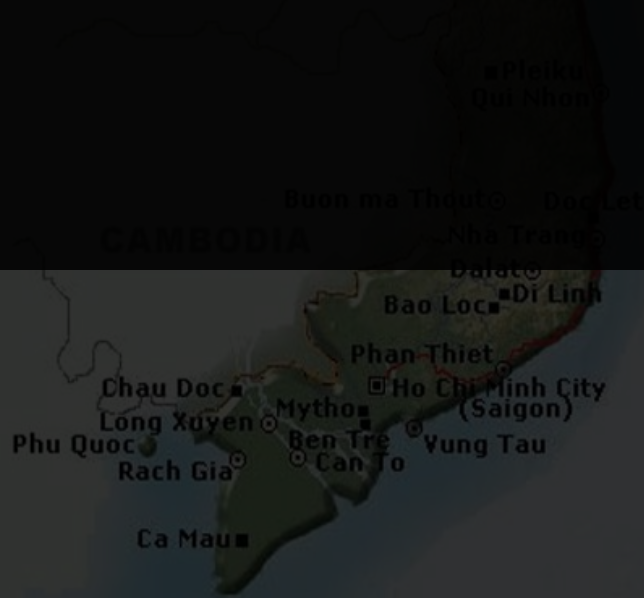 Pleiku
Qui Nhon
Buon ma Thout
Doc Let
CAMBODIA
Nha Trang
Dalat
Di Linh
Bao Loc
Phan Thiet
Chau Doc
Ho Chi Minh City
(Saigon)
Mytho
Long Xuyen
Ben Tre
Phu Quoc
Vung Tau
Rach Gia
Can To
Ca Mau